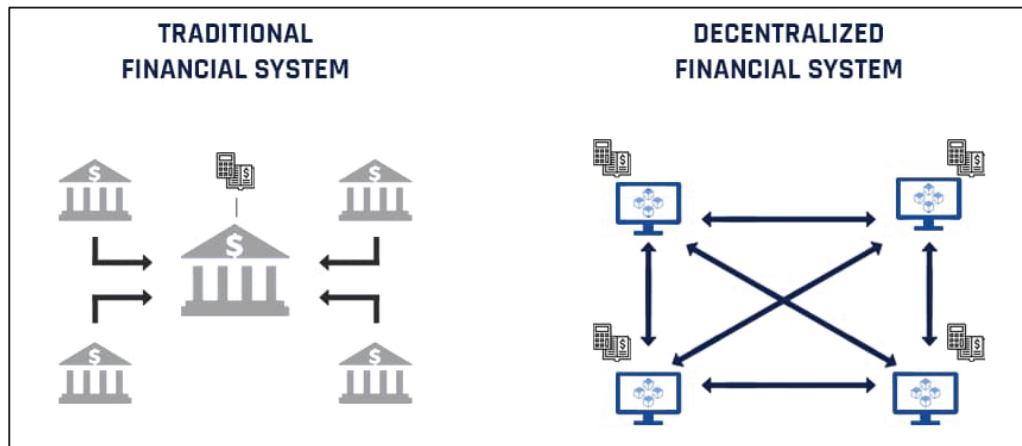 TRADITIONAL
FINANCIAL SYSTEM
DECENTRALIZED
FINANCIAL SYSTEM
$
$
$
$
$
$
$
$
$
$